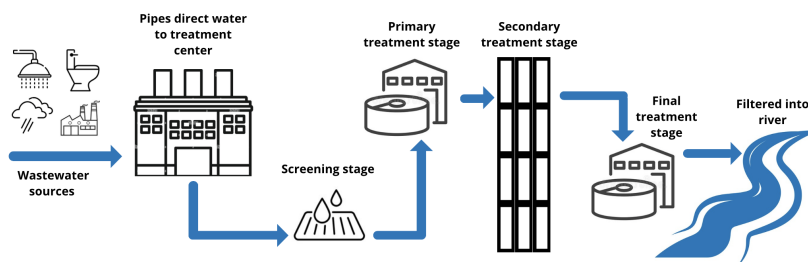 Pipes direct water
to treatment
center
Wastewater
sources
Screening stage
Primary
treatment stage
Secondary
treatment stage
Final
treatment
stage
Filtered into
river